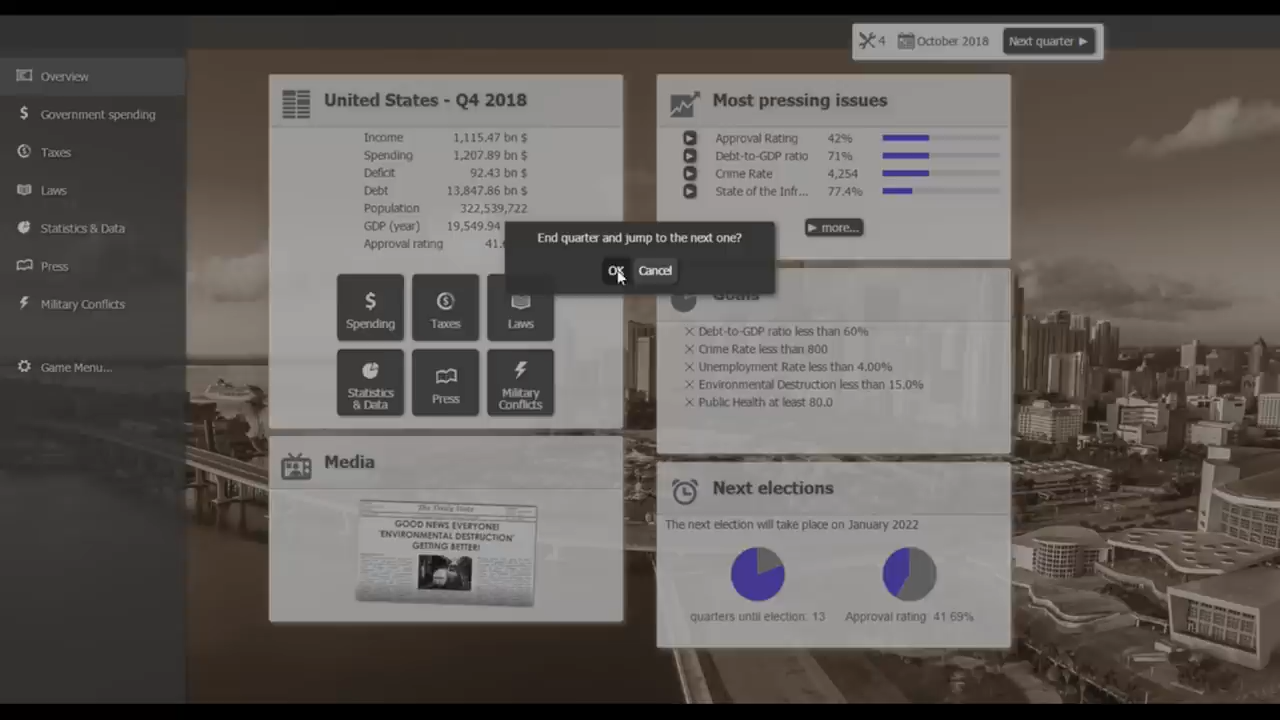 4 October 2018 Next quarter
Overview
Government spending
Taxes
Laws
Statistics & Data
Press
Military Conflicts
Game Menu...
United States - Q4 2018
Income 1,115.47 bn $
Spending 1,207.89 bn $
Deficit 92.43 bn $
Debt 13,847.86 bn $
Population 322,539,722
GDP (year) 19,549.94
Approval rating 41.
Spending
Taxes
Laws
Statistics & Data
Press
Military Conflicts
Media
The Daily State
GOOD NEWS EVERYONE!
'ENVIRONMENTAL DESTRUCTION'
GETTING BETTER!
Most pressing issues
Approval Rating 42%
Debt-to-GDP ratio 71%
Crime Rate 4,254
State of the Infr... 77.4%
more...
End quarter and jump to the next one?
OK Cancel
Goals
Debt-to-GDP ratio less than 60%
Crime Rate less than 800
Unemployment Rate less than 4.00%
Environmental Destruction less than 15.0%
Public Health at least 80.0
Next elections
The next election will take place on January 2022
quarters until election: 13
Approval rating: 41.69%